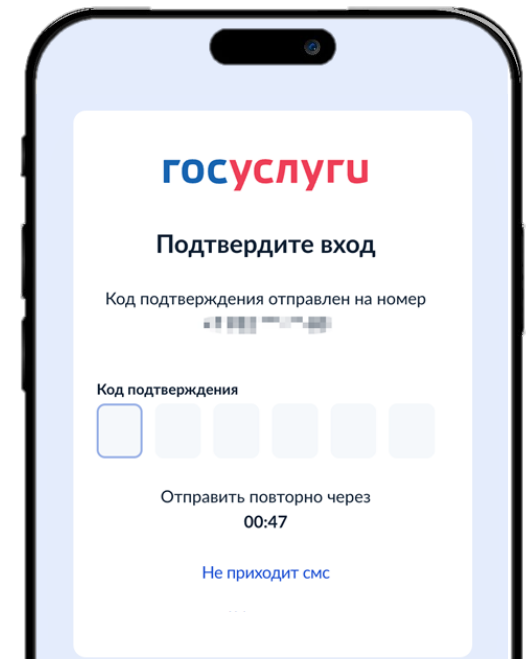 госуслуги
Подтвердите вход
Код подтверждения отправлен на номер
Код подтверждения
Отправить повторно через
00:47
Не приходит смс